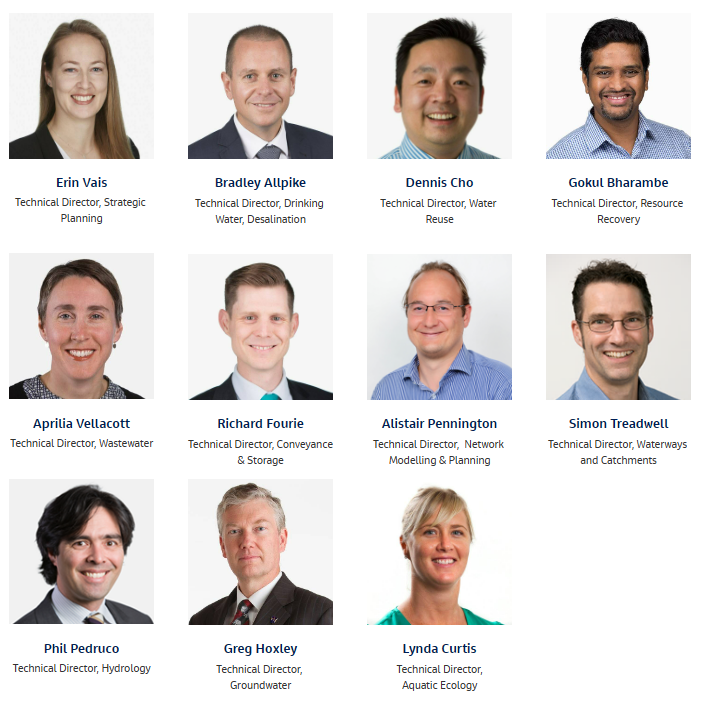 Erin Vais
Technical Director, Strategic
Planning
Bradley Allpike
Technical Director, Drinking
Water, Desalination
Dennis Cho
Technical Director, Water
Reuse
Gokul Bharambe
Technical Director, Resource
Recovery
Aprilia Vellacott
Technical Director, Wastewater
Richard Fourie
Technical Director, Conveyance
& Storage
Alistair Pennington
Technical Director, Network
Modelling & Planning
Simon Treadwell
Technical Director, Waterways
and Catchments
Phil Pedruco
Technical Director, Hydrology
Greg Hoxley
Technical Director,
Groundwater
Lynda Curtis
Technical Director,
Aquatic Ecology